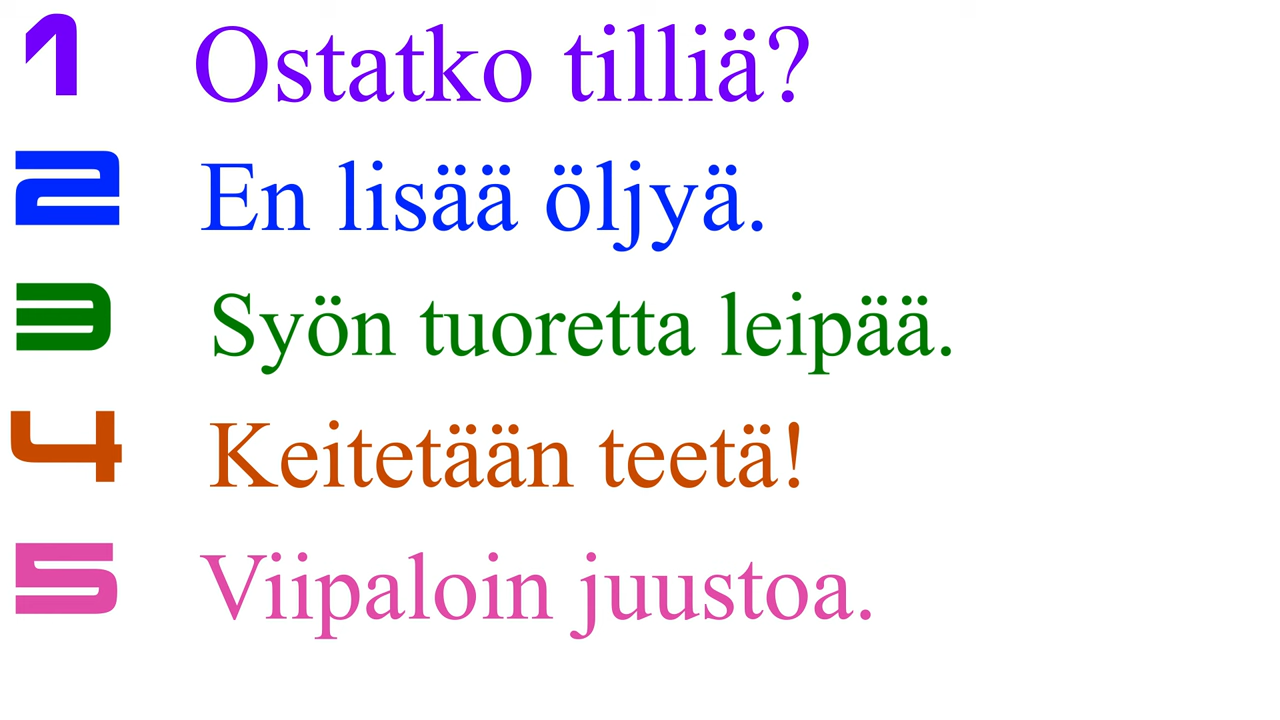 1 Ostatko tilliä?
2 En lisää öljyä.
3 Syön tuoretta leipää.
4 Keitetään teetä!
5 Viipaloin juustoa.